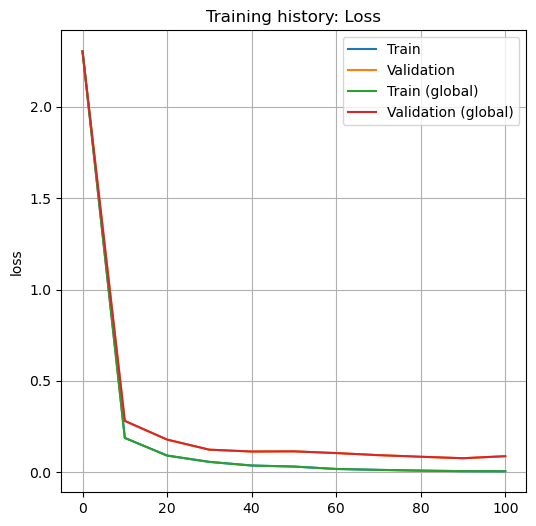 Training history: Loss
Train
Validation
Train (global)
Validation (global)
2.0
1.5
1.0
0.5
0.0
loss
0 20 40 60 80 100